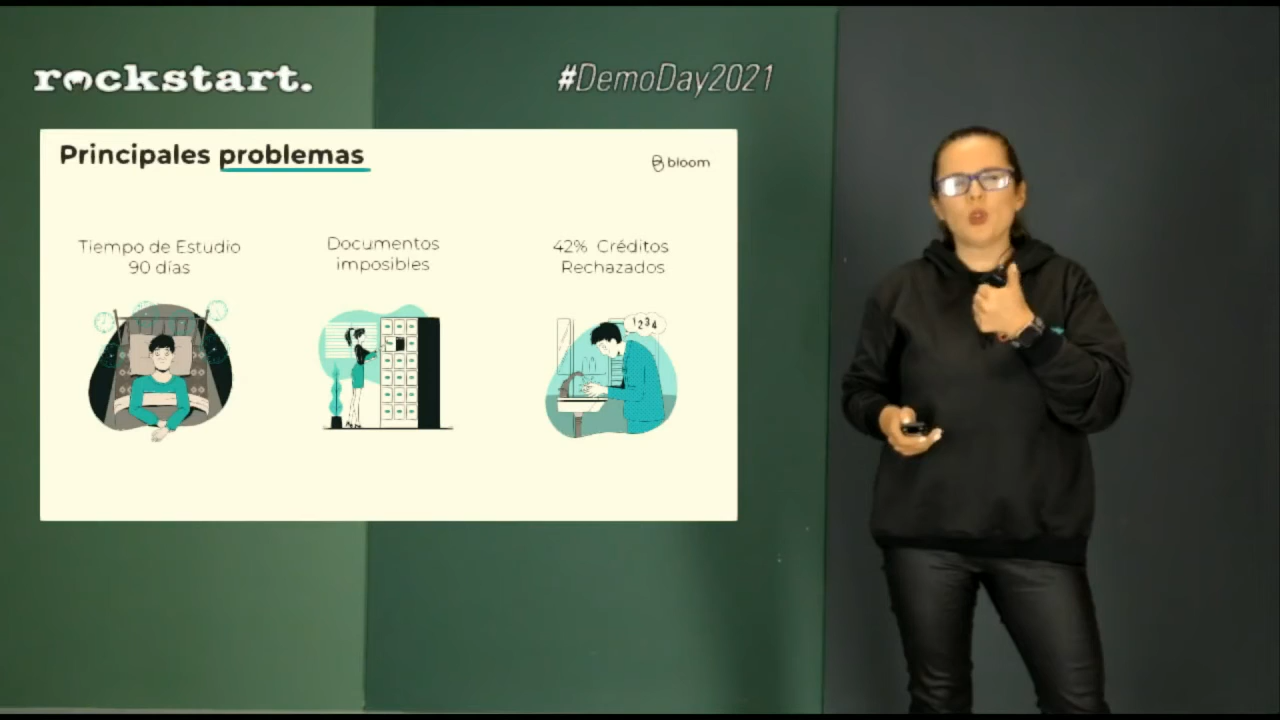 rockstart.
#DemoDay2021
Principales problemas
bloom
Tiempo de Estudio
90 días
Documentos
imposibles
42% Créditos
Rechazados
1234